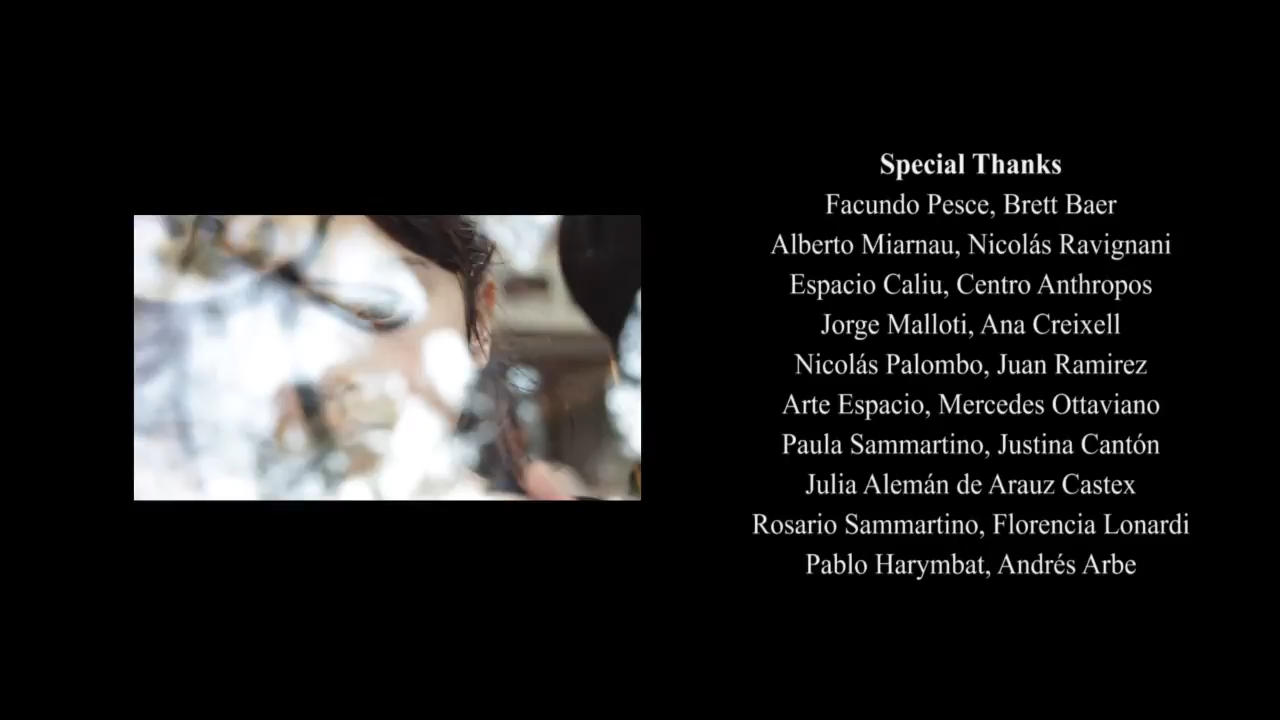 Special Thanks
Facundo Pesce, Brett Baer
Alberto Miarnau, Nicolás Ravignani
Espacio Caliu, Centro Anthropos
Jorge Malloti, Ana Creixell
Nicolás Palombo, Juan Ramirez
Arte Espacio, Mercedes Ottaviano
Paula Sammartino, Justina Cantón
Julia Alemán de Arauz Castex
Rosario Sammartino, Florencia Lonardi
Pablo Harymbat, Andrés Arbe